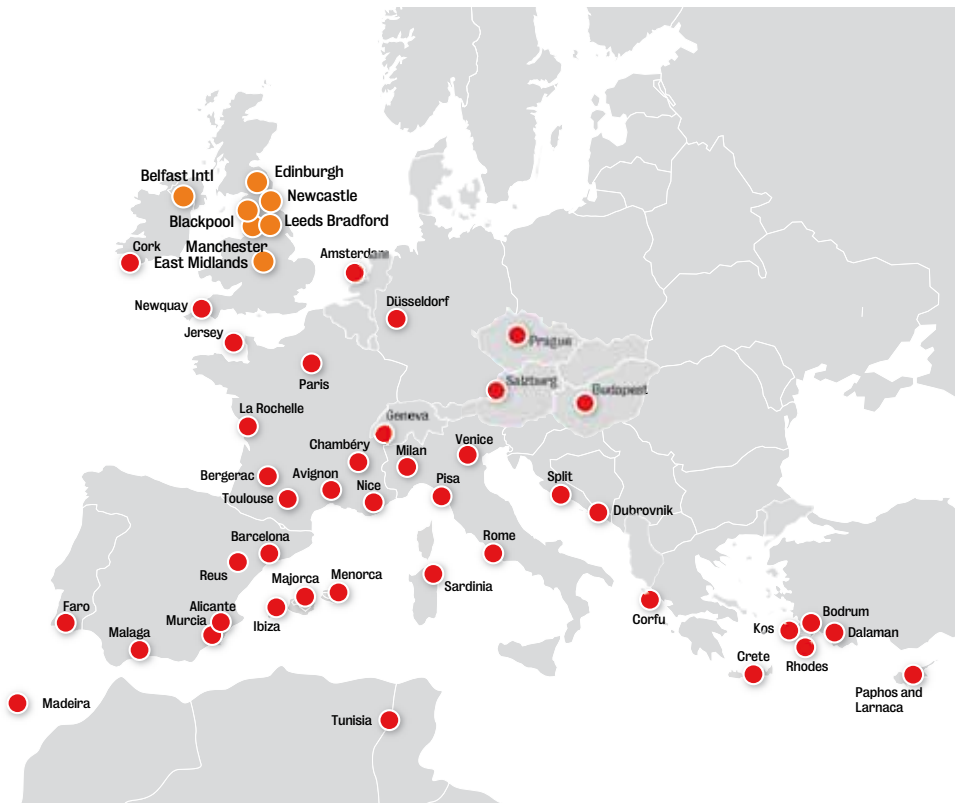 Edinburgh
Belfast Intl
Newcastle
Blackpool
Leeds Bradford
Manchester
East Midlands
Cork
Amsterdam
Newquay
Düsseldorf
Jersey
Prague
Paris
Salzburg
Budapest
La Rochelle
Geneva
Chambéry
Milan
Venice
Bergerac
Avignon
Nice
Pisa
Split
Toulouse
Dubrovnik
Barcelona
Rome
Reus
Majorca
Menorca
Sardinia
Faro
Alicante
Murcia
Ibiza
Malaga
Corfu
Bodrum
Kos
Dalaman
Crete
Rhodes
Madeira
Tunisia
Paphos and
Larnaca